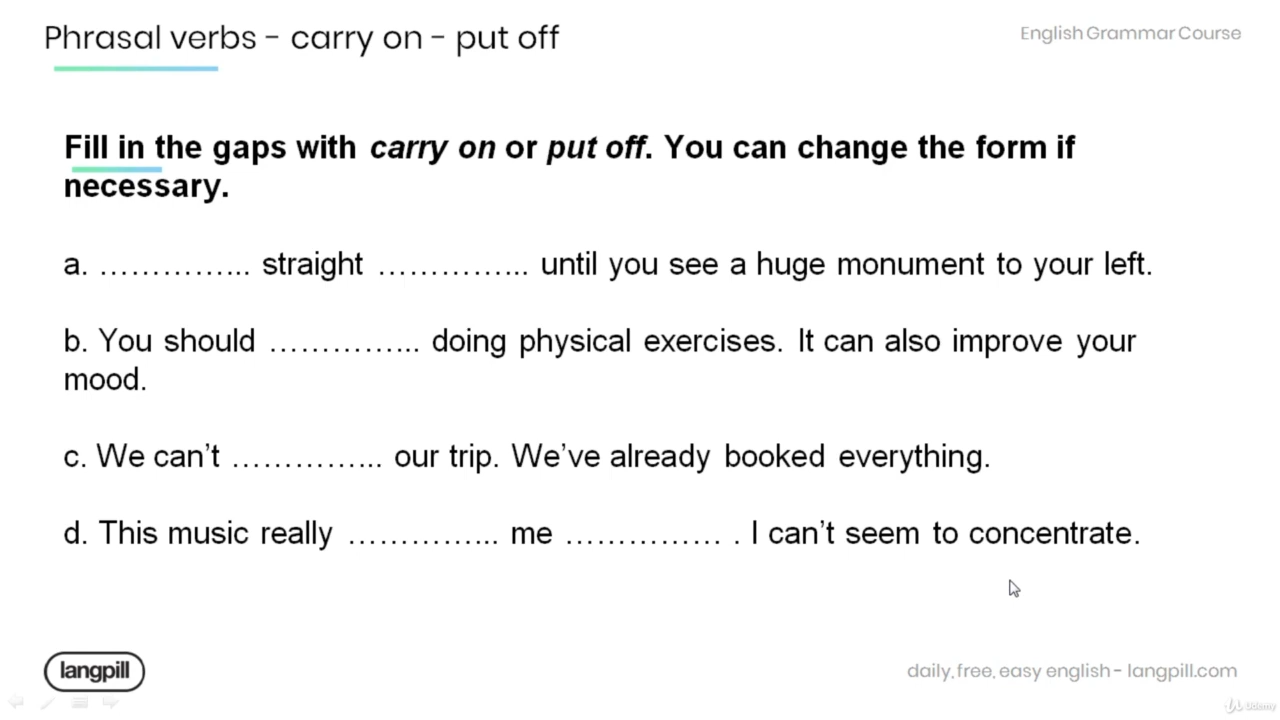 Phrasal verbs - carry on - put off
English Grammar Course
Fill in the gaps with carry on or put off. You can change the form if
necessary.
a. ………….. straight ………….. until you see a huge monument to your left.
b. You should ………….. doing physical exercises. It can also improve your
mood.
c. We can't ………….. our trip. We've already booked everything.
d. This music really ………….. me …………… . I can't seem to concentrate.
langpill
daily, free, easy english - langpill.com
Udemy